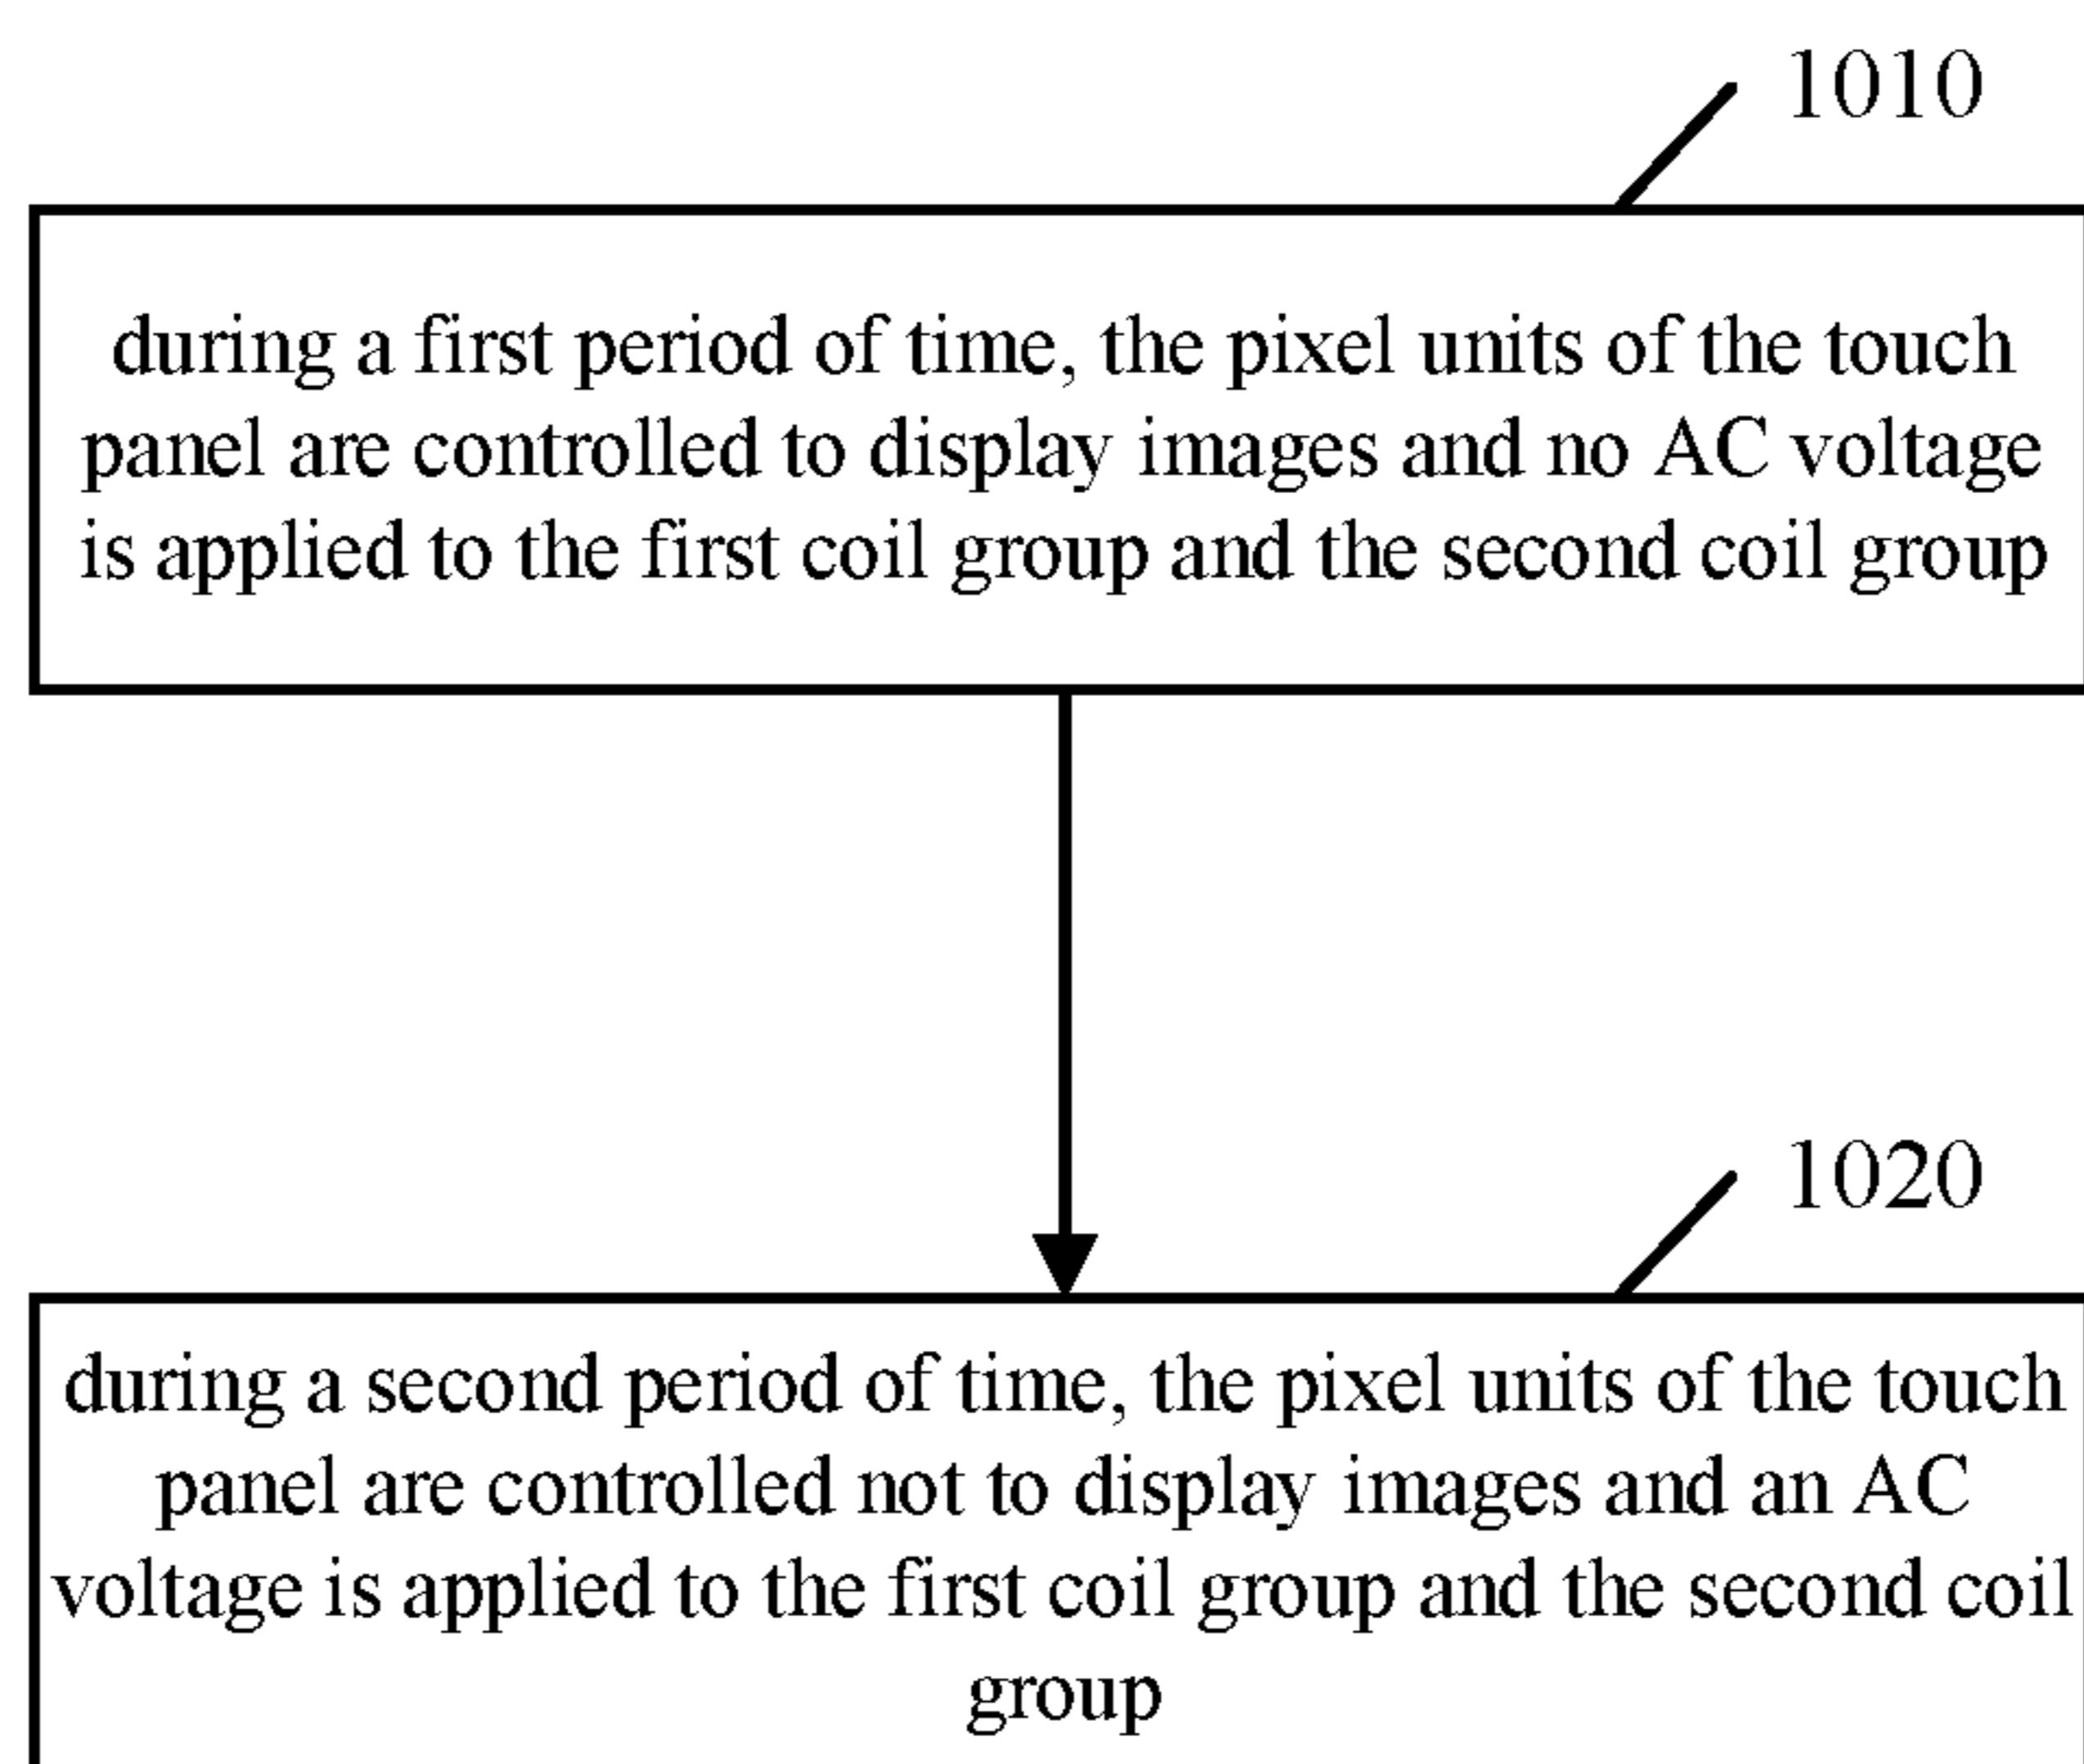 1010
during a first period of time, the pixel units of the touch
panel are controlled to display images and no AC voltage
is applied to the first coil group and the second coil group
1020
during a second period of time, the pixel units of the touch
panel are controlled not to display images and an AC
voltage is applied to the first coil group and the second coil
group